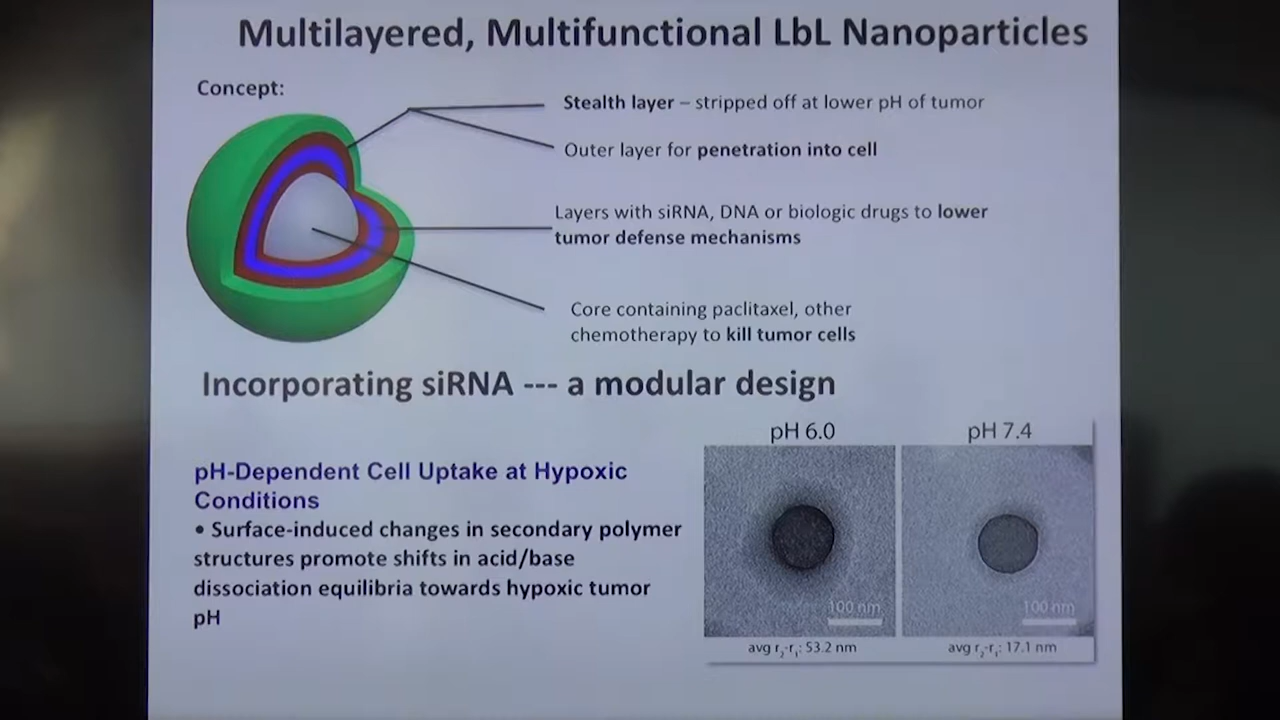 Multilayered, Multifunctional LbL Nanoparticles
Concept:
Stealth layer – stripped off at lower pH of tumor
Outer layer for penetration into cell
Layers with siRNA, DNA or biologic drugs to lower
tumor defense mechanisms
Core containing paclitaxel, other
chemotherapy to kill tumor cells
Incorporating siRNA --- a modular design
pH-Dependent Cell Uptake at Hypoxic
Conditions
• Surface-induced changes in secondary polymer
structures promote shifts in acid/base
dissociation equilibria towards hypoxic tumor
pH
pH 6.0
100 nm
avg r₂-r₁: 53.2 nm
pH 7.4
100 nm
avg r₂-r₁: 17.1 nm